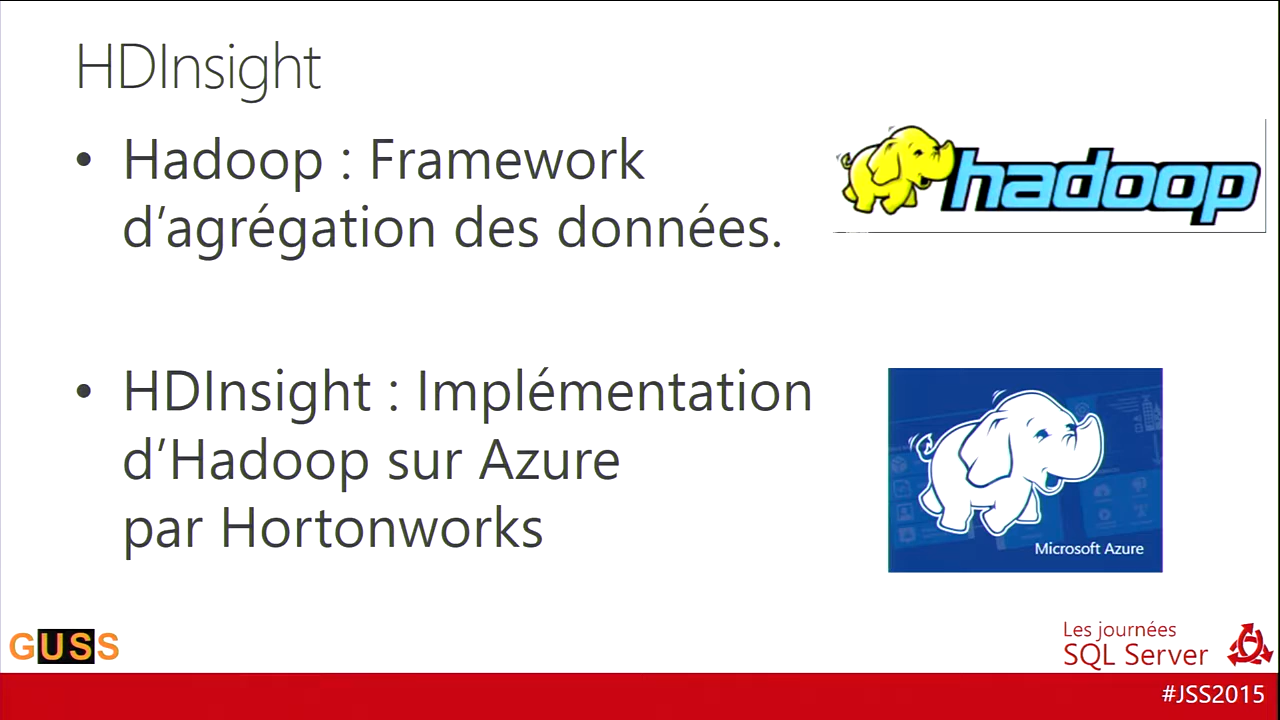 HDInsight
• Hadoop : Framework
d’agrégation des données.
hadoop
• HDInsight : Implémentation
d’Hadoop sur Azure
par Hortonworks
Microsoft Azure
GUSS
Les journées
SQL Server
#JSS2015